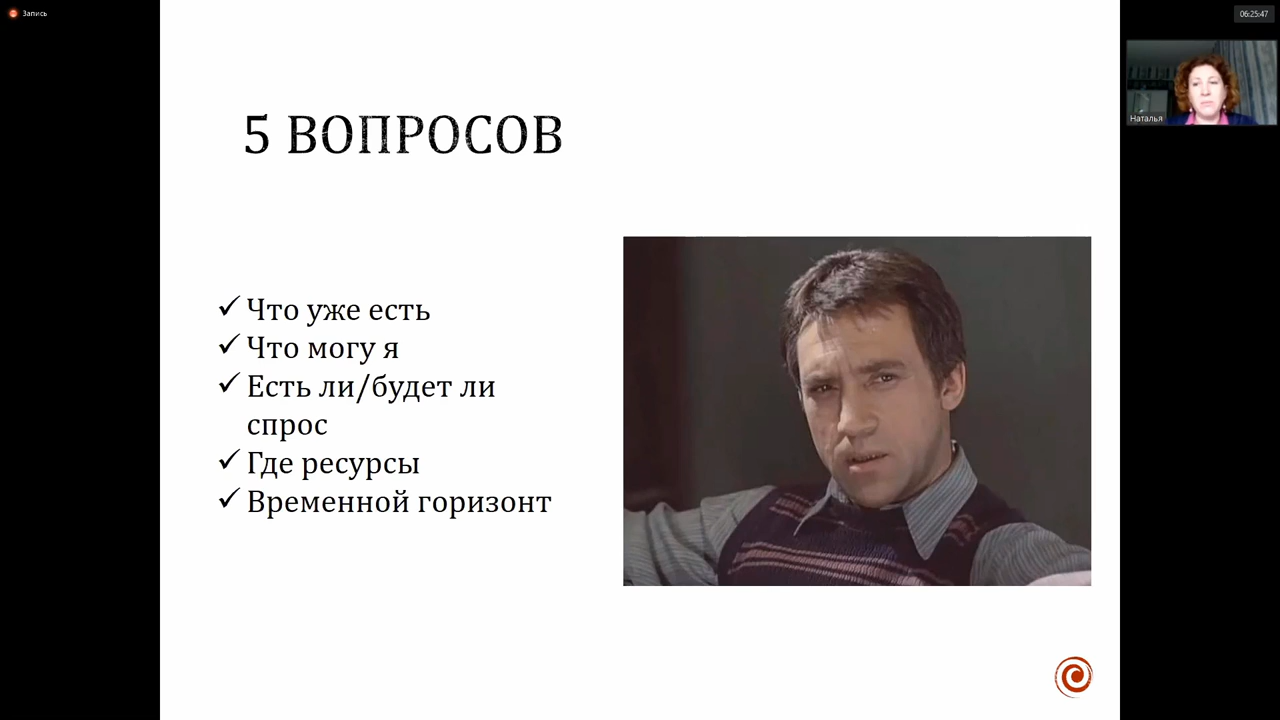 Запись
06:25:47
Наталья
5 ВОПРОСОВ
Что уже есть
Что могу я
Есть ли/будет ли
спрос
Где ресурсы
Временной горизонт